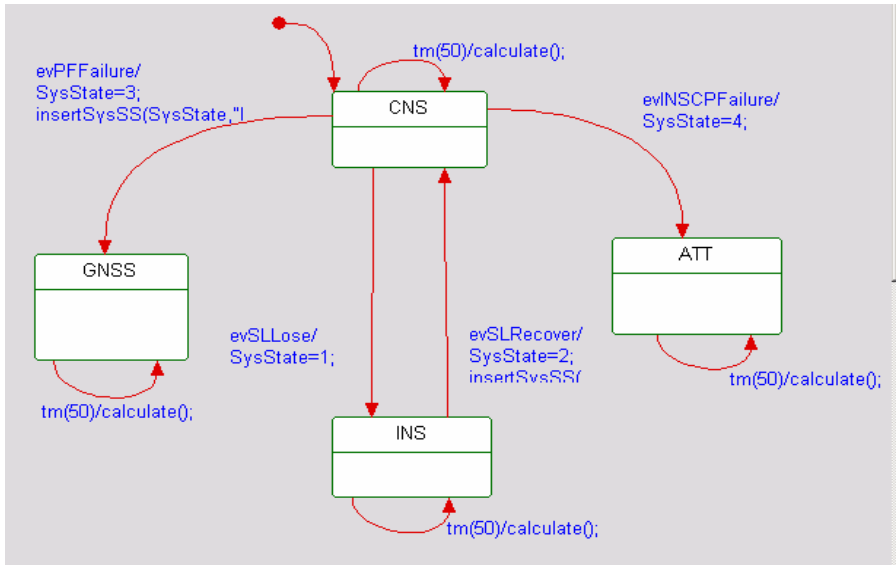 tm(50)/calculate();
evPFFailure/
SysState=3;
insertSysSS(SysState,"I
CNS
evINSCPFailure/
SysState=4;
GNSS
ATT
evSLLose/
SysState=1;
evSLRecover/
SysState=2;
insertSysSS(
tm(50)/calculate();
tm(50)/calculate();
INS
tm(50)/calculate();